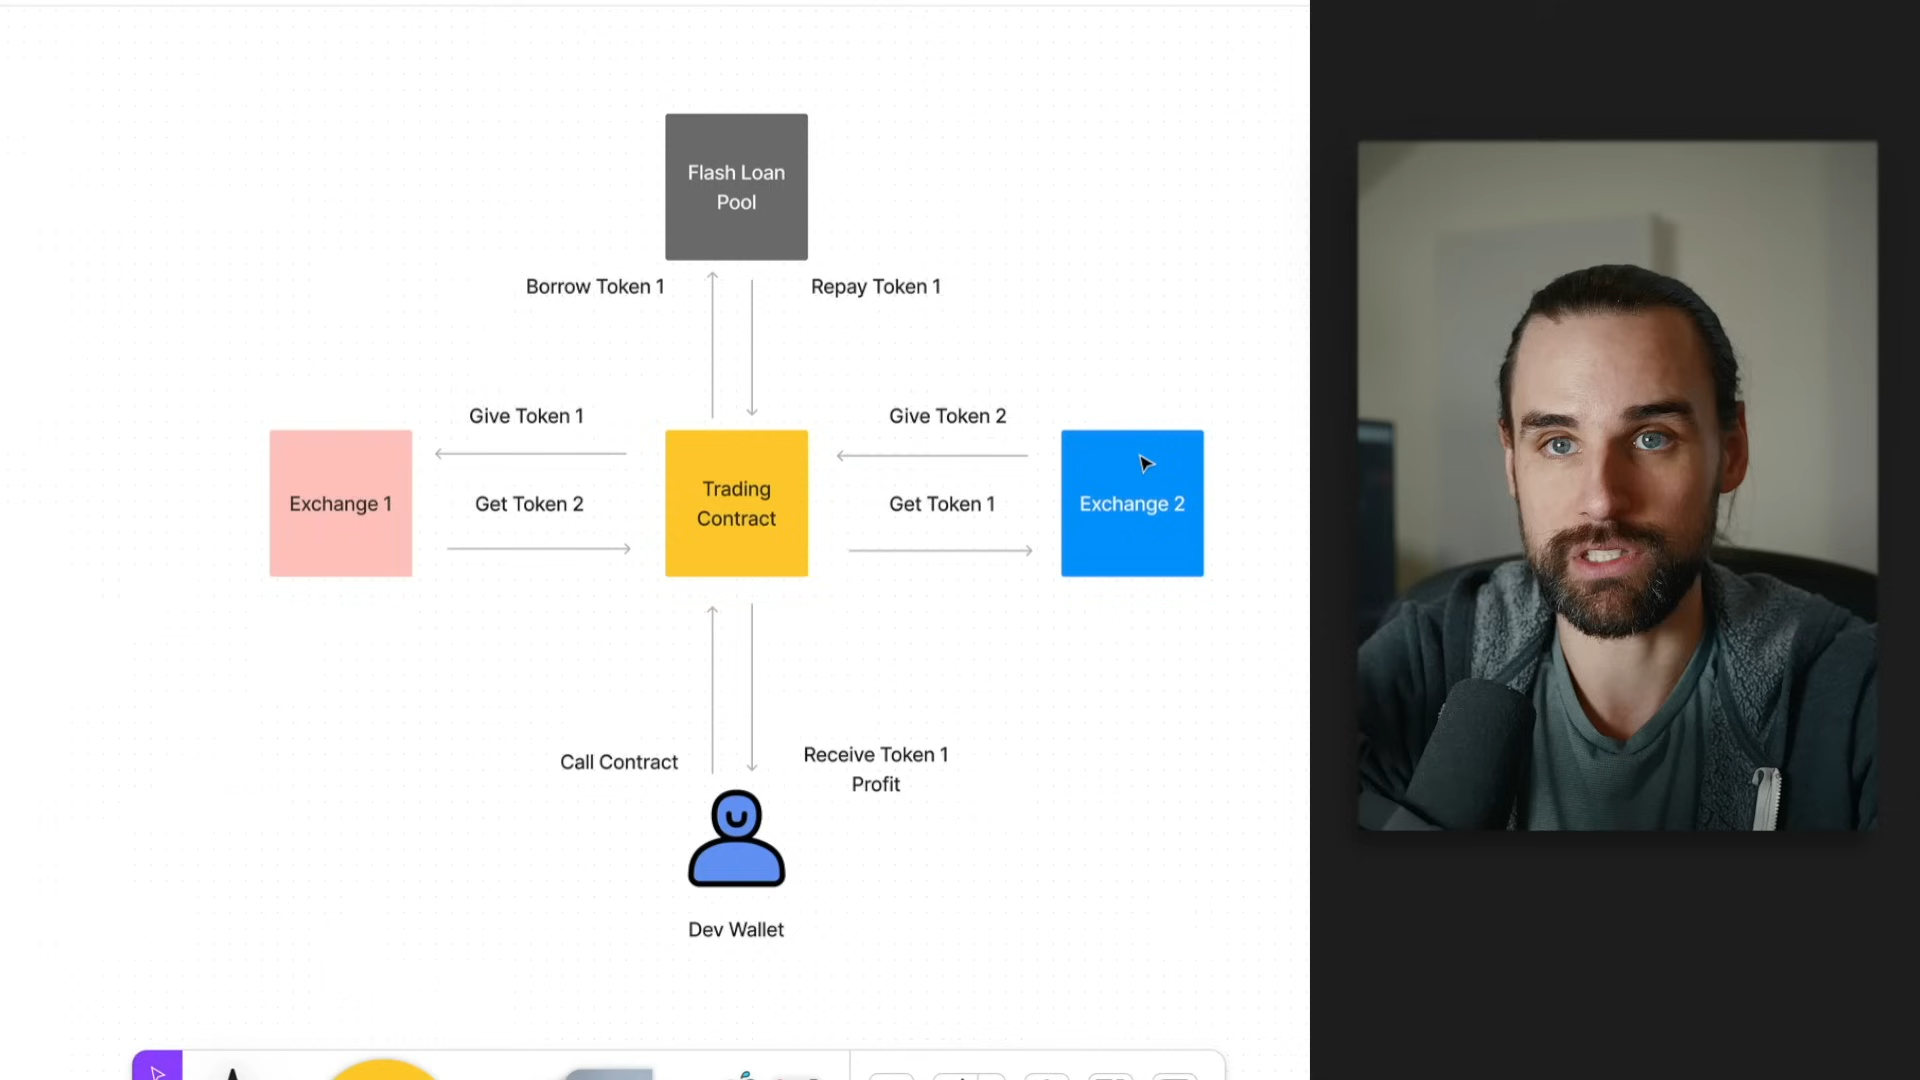 Flash Loan
Pool
Borrow Token 1
Repay Token 1
Give Token 1
Give Token 2
Exchange 1
Get Token 2
Trading
Contract
Get Token 1
Exchange 2
Call Contract
Receive Token 1
Profit
Dev Wallet